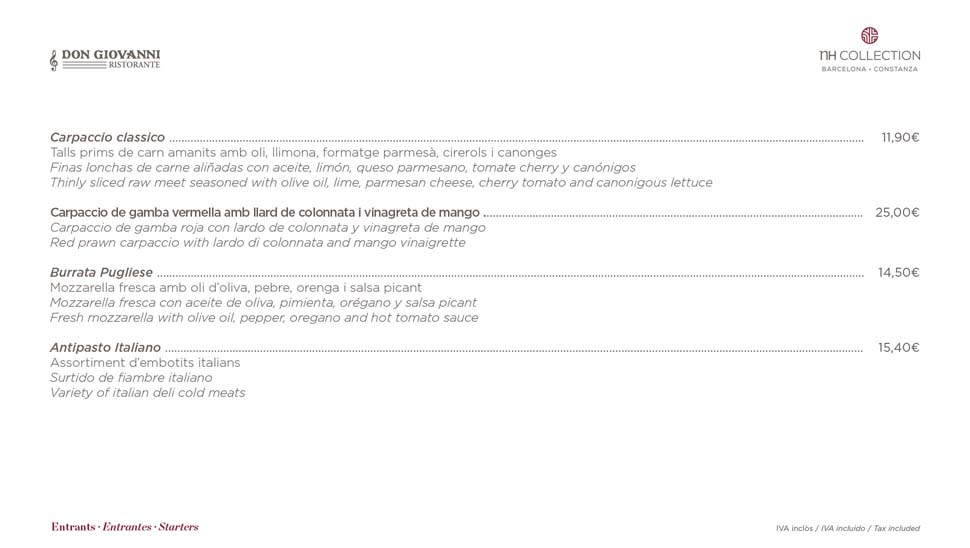 DON GIOVANNI
RISTORANTE
NH COLLECTION
BARCELONA - CONSTANZA
Carpaccio classico ........ 11,90€
Talls prims de carn amanits amb oli, llimona, formatge parmesà, cirerols i canonges
Finas lonchas de carne aliñadas con aceite, limón, queso parmesano, tomate cherry y canónigos
Thinly sliced raw meet seasoned with olive oil, lime, parmesan cheese, cherry tomato and canonigous lettuce
Carpaccio de gamba vermella amb llard de colonnata i vinagreta de mango ........ 25,00€
Carpaccio de gamba roja con lardo de colonnata y vinagreta de mango
Red prawn carpaccio with lardo di colonnata and mango vinaigrette
Burrata Pugliese ........ 14,50€
Mozzarella fresca amb oli d'oliva, pebre, orenga i salsa picant
Mozzarella fresca con aceite de oliva, pimienta, orégano y salsa picant
Fresh mozzarella with olive oil, pepper, oregano and hot tomato sauce
Antipasto Italiano ........ 15,40€
Assortiment d'embotits italians
Surtido de fiambre italiano
Variety of italian deli cold meats
Entrants · Entrantes · Starters
IVA inclòs / IVA incluido / Tax included